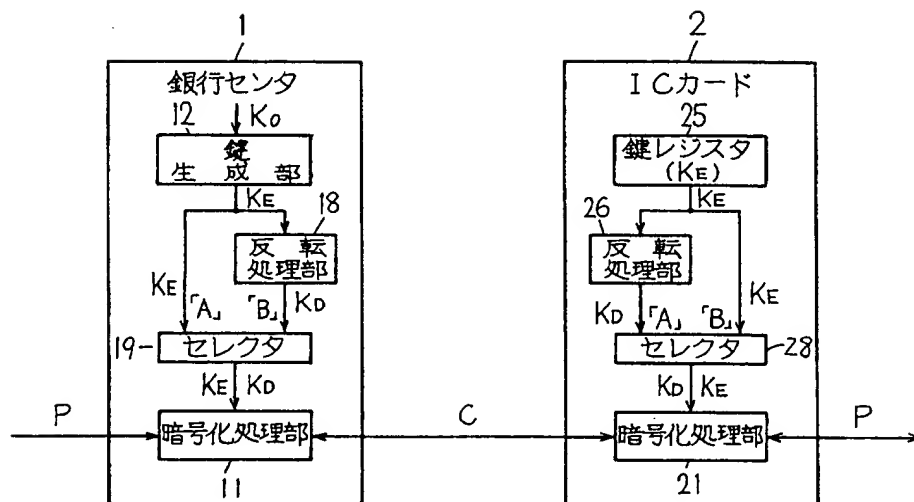 1
2
銀行センタ
ICカード
12
KO
25
鍵
生成部
鍵レジスタ
(KE)
KE
18
26
KE
反転
処理部
反転
処理部
KE
「A」
「B」
KD
KD
「A」
「B」
KE
19
セレクタ
セレクタ
28
KE KD
KD KE
P
暗号化処理部
C
暗号化処理部
P
11
21